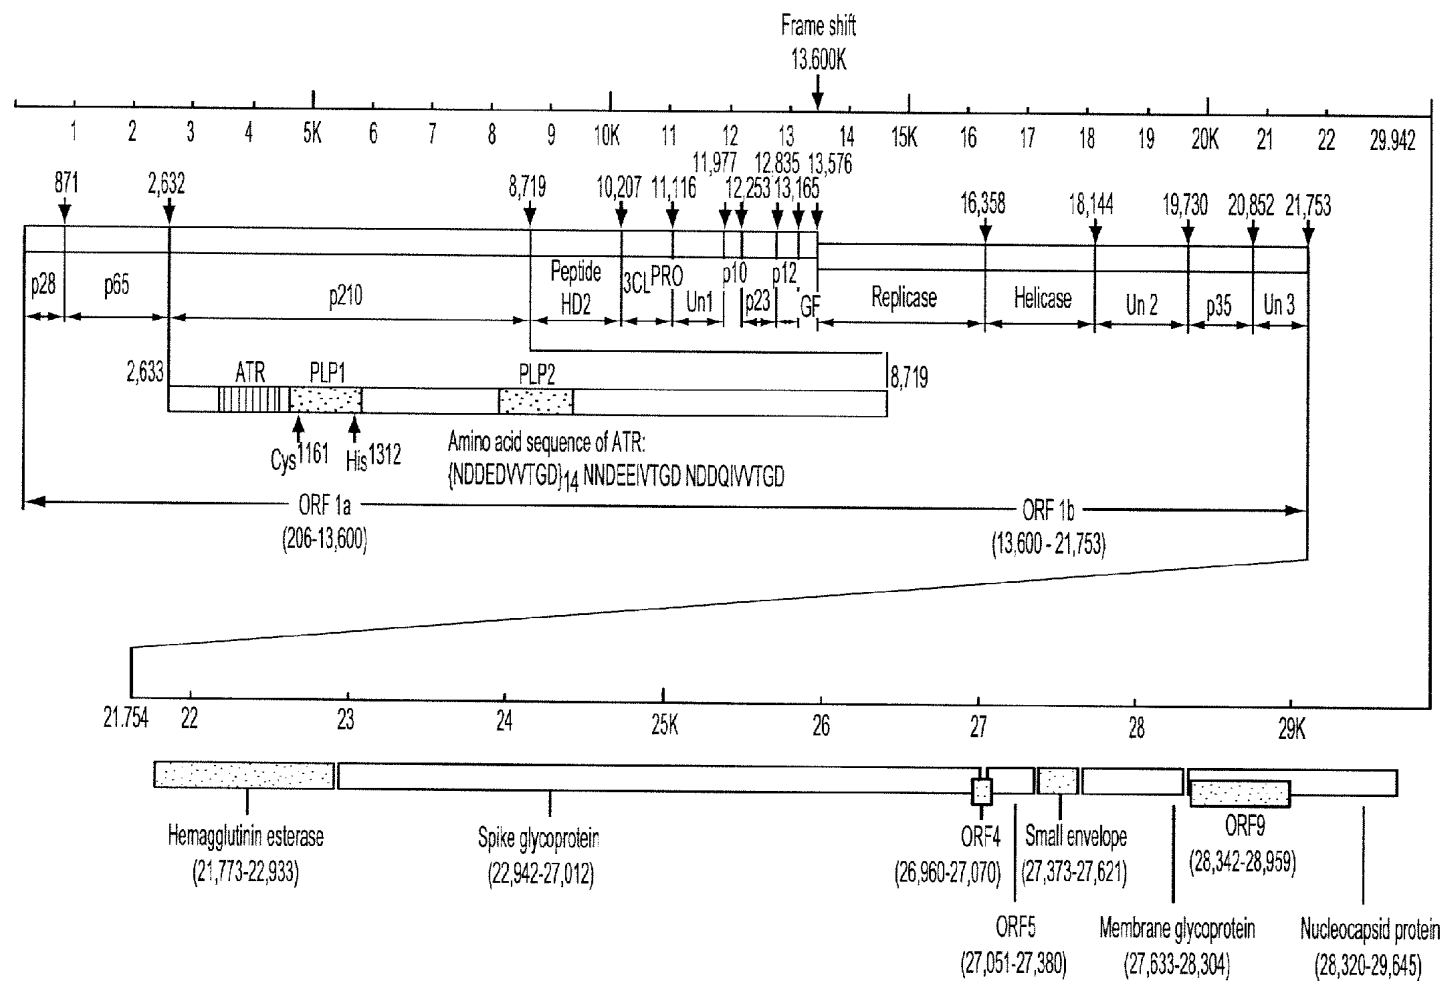 Frame shift
13.600K
1 2 3 4 5K 6 7 8 9 10K 11 12 13 14 15K 16 17 18 19 20K 21 22 29.942
11,977 12,835 13,576
871 2,632 8,719 10,207 11,116 12,253 13,165 16,358 18,144 19,730 20,852 21,753
p28 p65 p210 Peptide HD2 3CLPRO Un1 p10 p23 p12 GF Replicase Helicase Un 2 p35 Un 3
2,633 ATR PLP1 PLP2 8,719
Cys1161 His1312
Amino acid sequence of ATR:
{NDDEDVVTGD}14 NNDEEIVTGD NDDQIVVTGD
ORF 1a ORF 1b
(206-13,600) (13,600 - 21,753)
21.754 22 23 24 25K 26 27 28 29K
Hemagglutinin esterase
(21,773-22,933)
Spike glycoprotein
(22,942-27,012)
ORF4
(26,960-27,070)
Small envelope
(27,373-27,621)
ORF9
(28,342-28,959)
ORF5
(27,051-27,380)
Membrane glycoprotein
(27,633-28,304)
Nucleocapsid protein
(28,320-29,645)